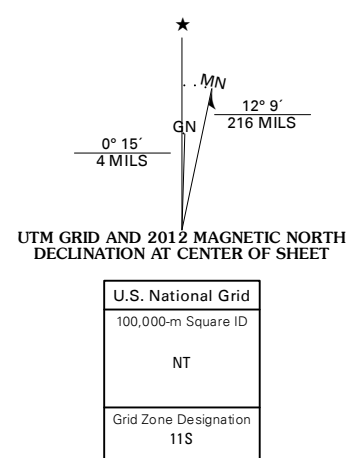 ★
MN
GN
12° 9´
216 MILS
0° 15´
4 MILS
UTM GRID AND 2012 MAGNETIC NORTH
DECLINATION AT CENTER OF SHEET
U.S. National Grid
100,000-m Square ID
NT
Grid Zone Designation
11S